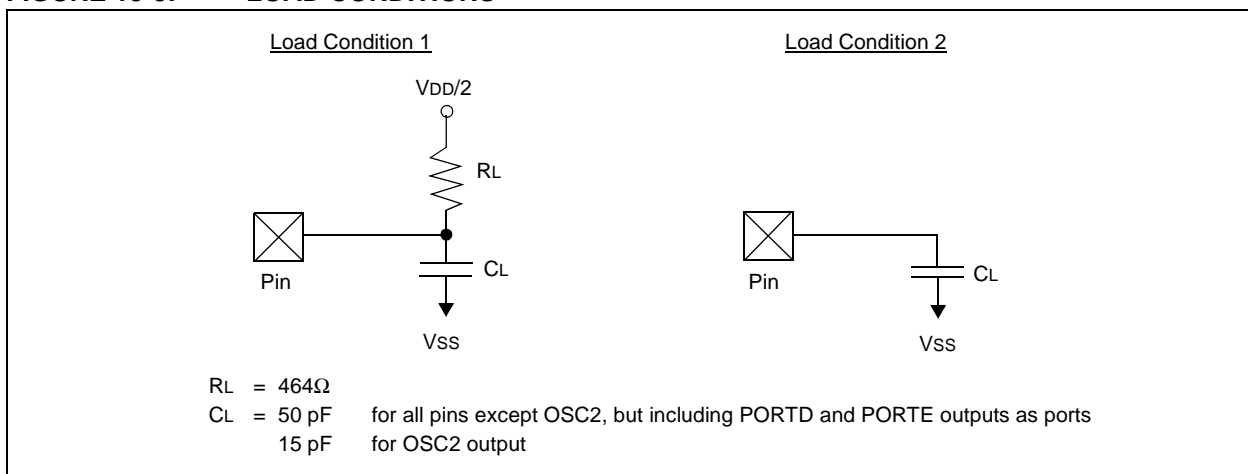 Load Condition 1
Load Condition 2
VDD/2
RL
Pin
CL
VSS
Pin
CL
VSS
RL = 464Ω
CL = 50 pF for all pins except OSC2, but including PORTD and PORTE outputs as ports
15 pF for OSC2 output